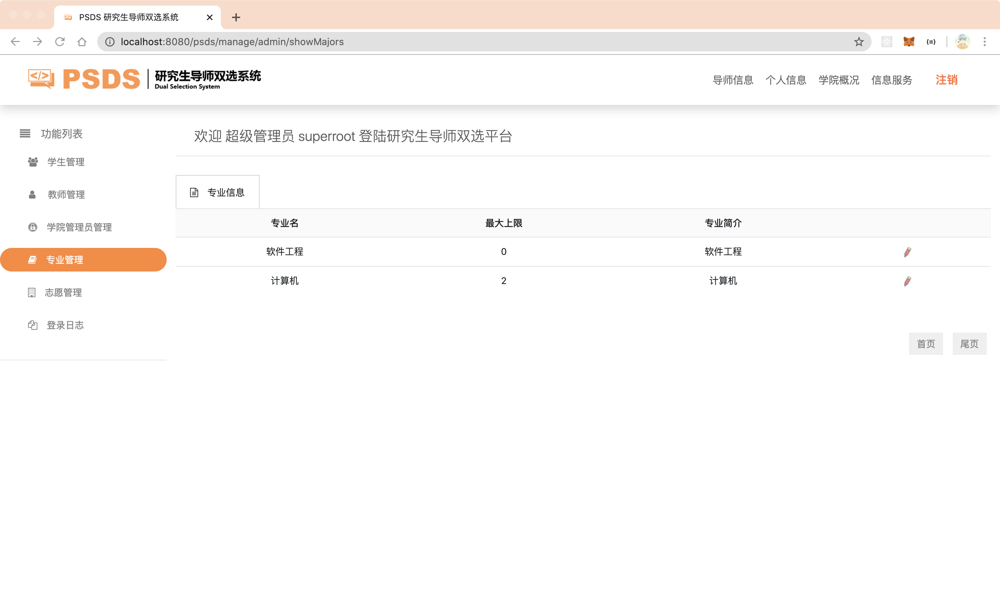 PSDS 研究生导师双选系统
localhost:8080/psds/manage/admin/showMajors
</> PSDS 研究生导师双选系统
Dual Selection System
导师信息 个人信息 学院概况 信息服务 注销
功能列表
学生管理
教师管理
学院管理员管理
专业管理
志愿管理
登录日志
欢迎 超级管理员 superroot 登陆研究生导师双选平台
专业信息
专业名 最大上限 专业简介
软件工程 0 软件工程
计算机 2 计算机
首页 尾页